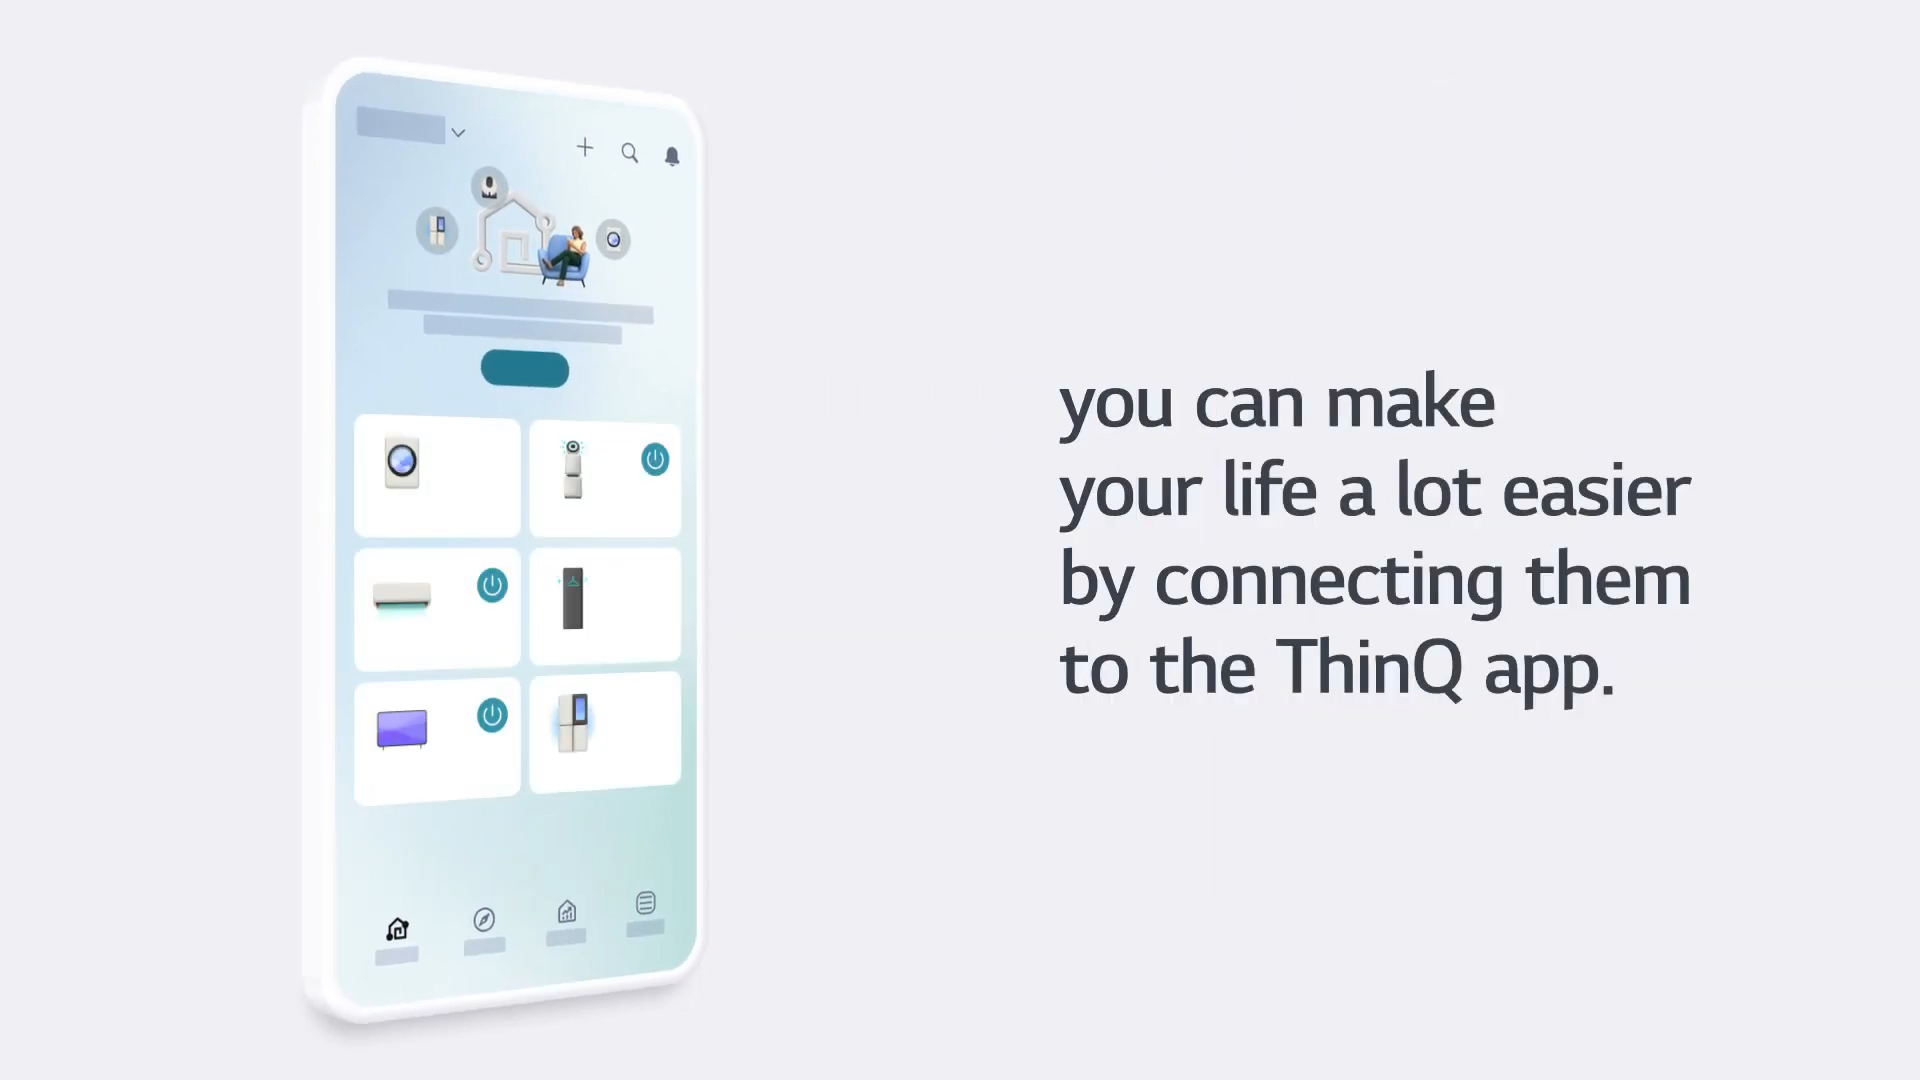 you can make
your life a lot easier
by connecting them
to the ThinQ app.